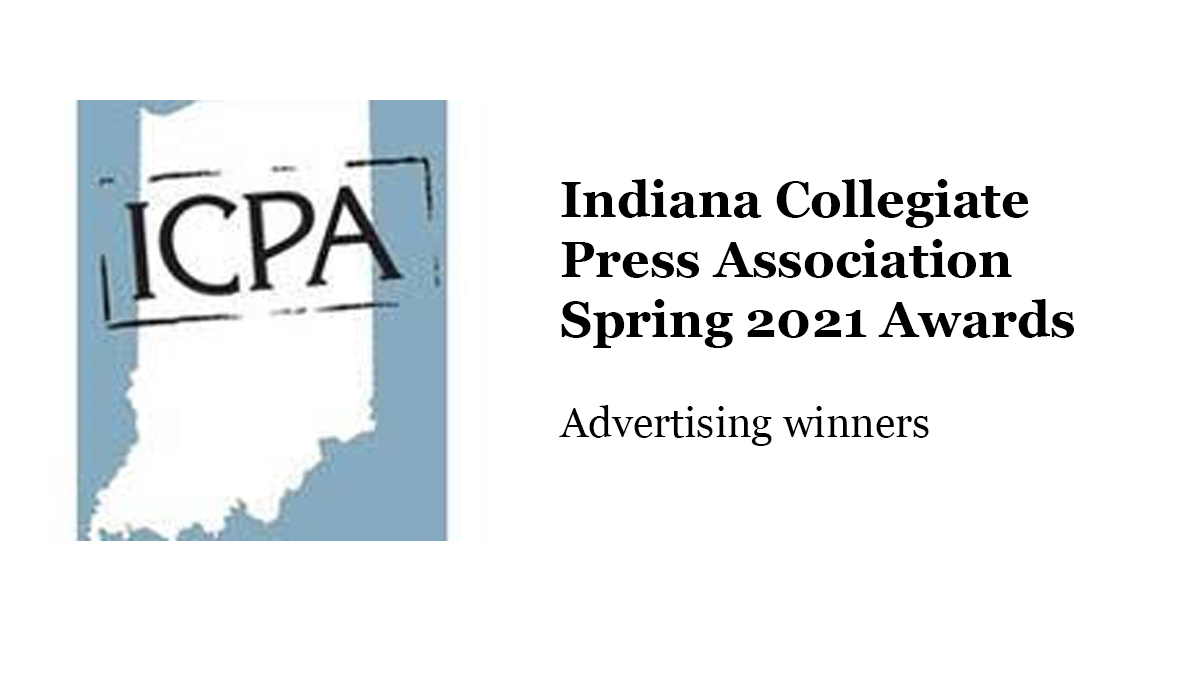 ICPA
Indiana Collegiate
Press Association
Spring 2021 Awards
Advertising winners